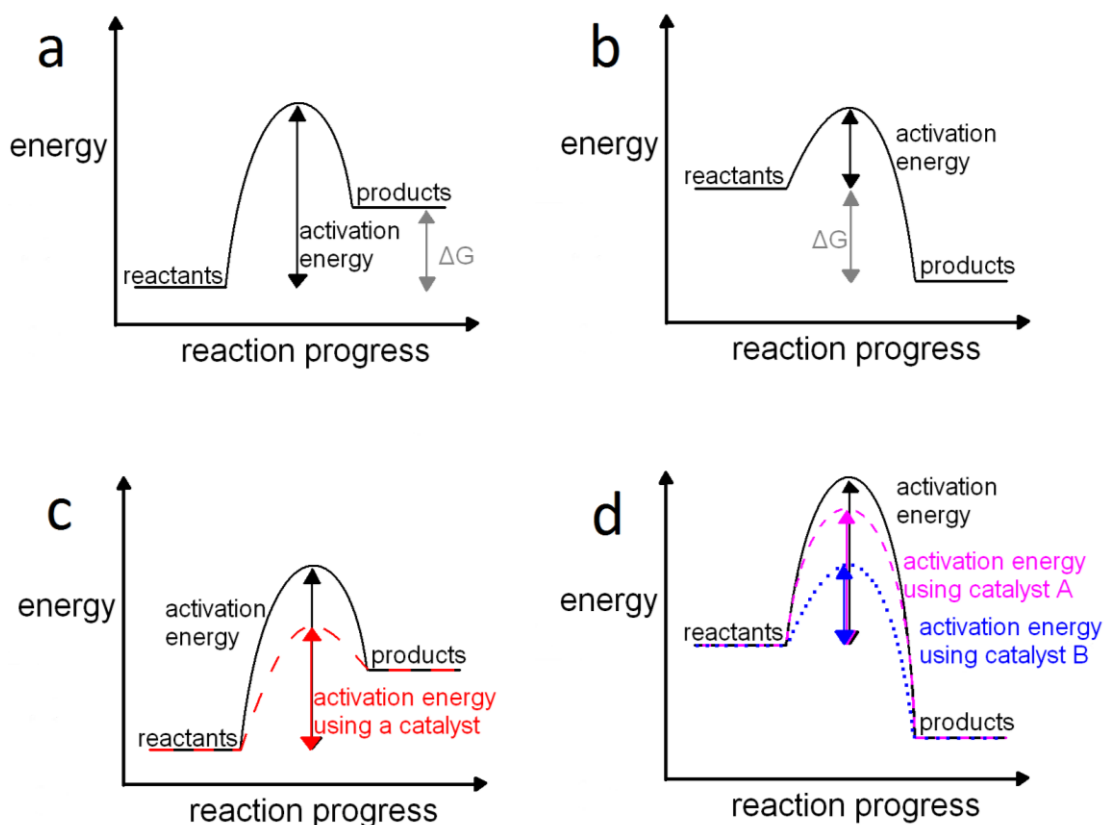 a
energy
products
activation
energy
ΔG
reactants
reaction progress
b
energy
activation
energy
reactants
ΔG
products
reaction progress
c
energy
activation
energy
products
activation energy
using a catalyst
reactants
reaction progress
d
energy
activation
energy
activation energy
using catalyst A
reactants
activation energy
using catalyst B
products
reaction progress